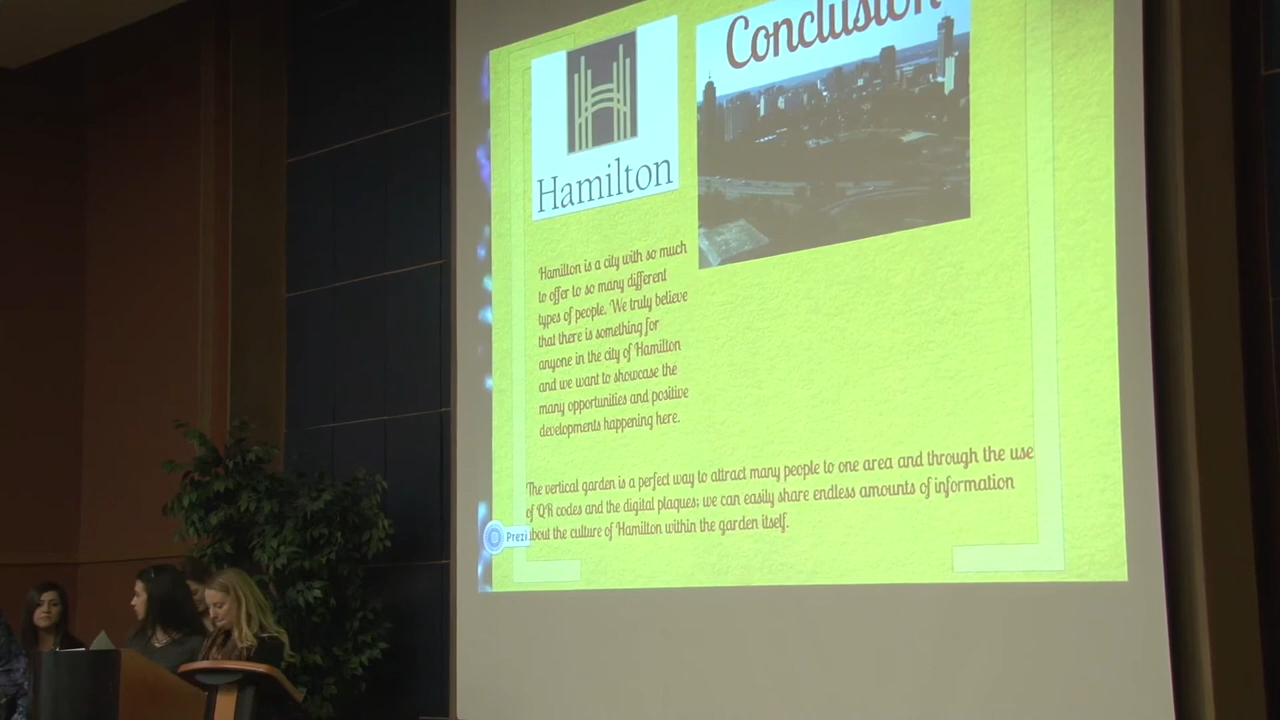 Conclusion
Hamilton
Hamilton is a city with so much
to offer to so many different
types of people. We truly believe
that there is something for
anyone in the city of Hamilton
and we want to showcase the
many opportunities and positive
developments happening here.
The vertical garden is a perfect way to attract many people to one area and through the use
of QR codes and the digital plaques; we can easily share endless amounts of information
about the culture of Hamilton within the garden itself.
Prezi